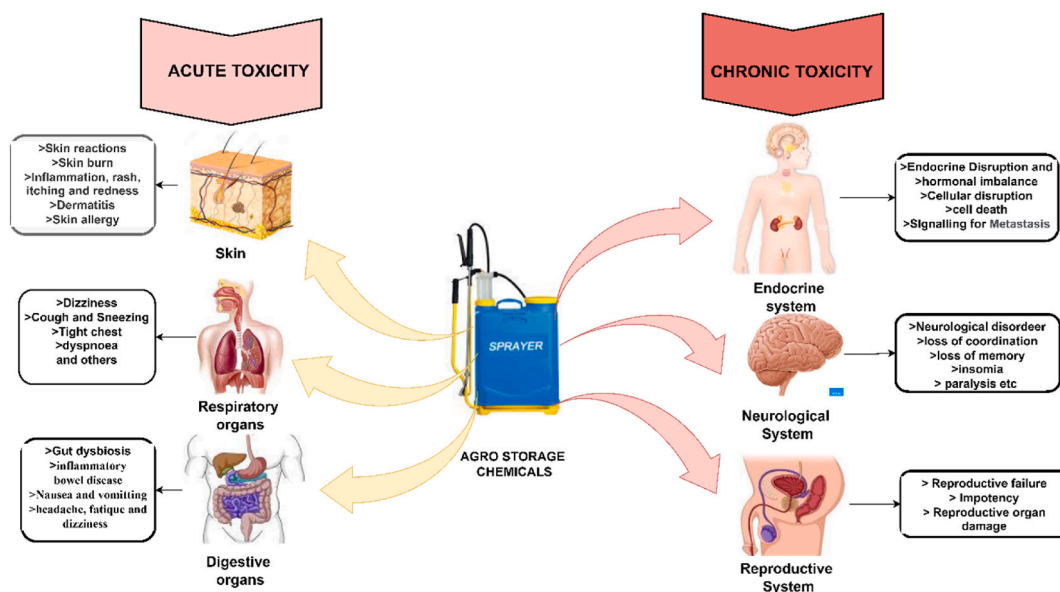 ACUTE TOXICITY
>Skin reactions
>Skin burn
>Inflammation, rash,
itching and redness
>Dermatitis
>Skin allergy
Skin
>Dizziness
>Cough and Sneezing
>Tight chest
>dyspnoea
and others
Respiratory
organs
>Gut dysbiosis
>inflammatory
bowel disease
>Nausea and vomitting
>headache, fatique and
dizziness
Digestive
organs
SPRAYER
AGRO STORAGE
CHEMICALS
CHRONIC TOXICITY
>Endocrine Disruption and
>hormonal imbalance
>Cellular disruption
>cell death
>SIgnalling for Metastasis
Endocrine
system
>Neurological disordeer
>loss of coordination
>loss of memory
>insomia
> paralysis etc
Neurological
System
> Reproductive failure
> Impotency
> Reproductive organ
damage
Reproductive
System